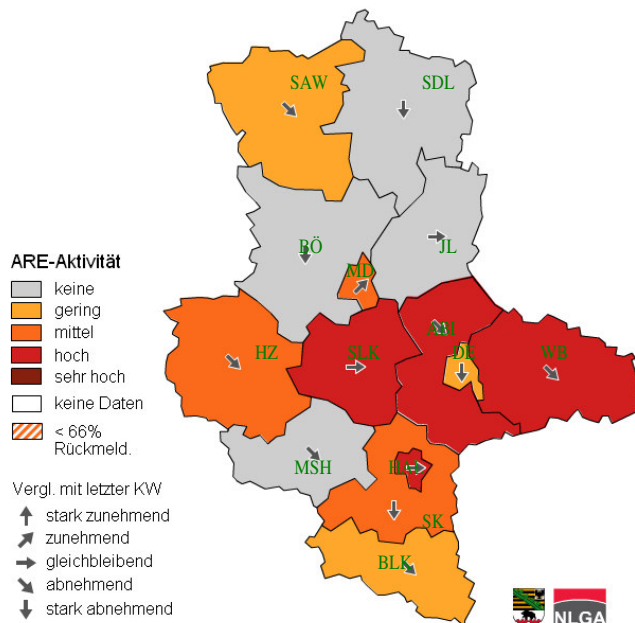 SAW
SDL
BÖ
JL
MD
ARE-Aktivität
keine
gering
mittel
hoch
sehr hoch
keine Daten
< 66%
Rückmeld.
HZ
SLK
ABI
DE
WB
MSH
HAL
SK
BLK
Vergl. mit letzter KW
stark zunehmend
zunehmend
gleichbleibend
abnehmend
stark abnehmend
NLGA